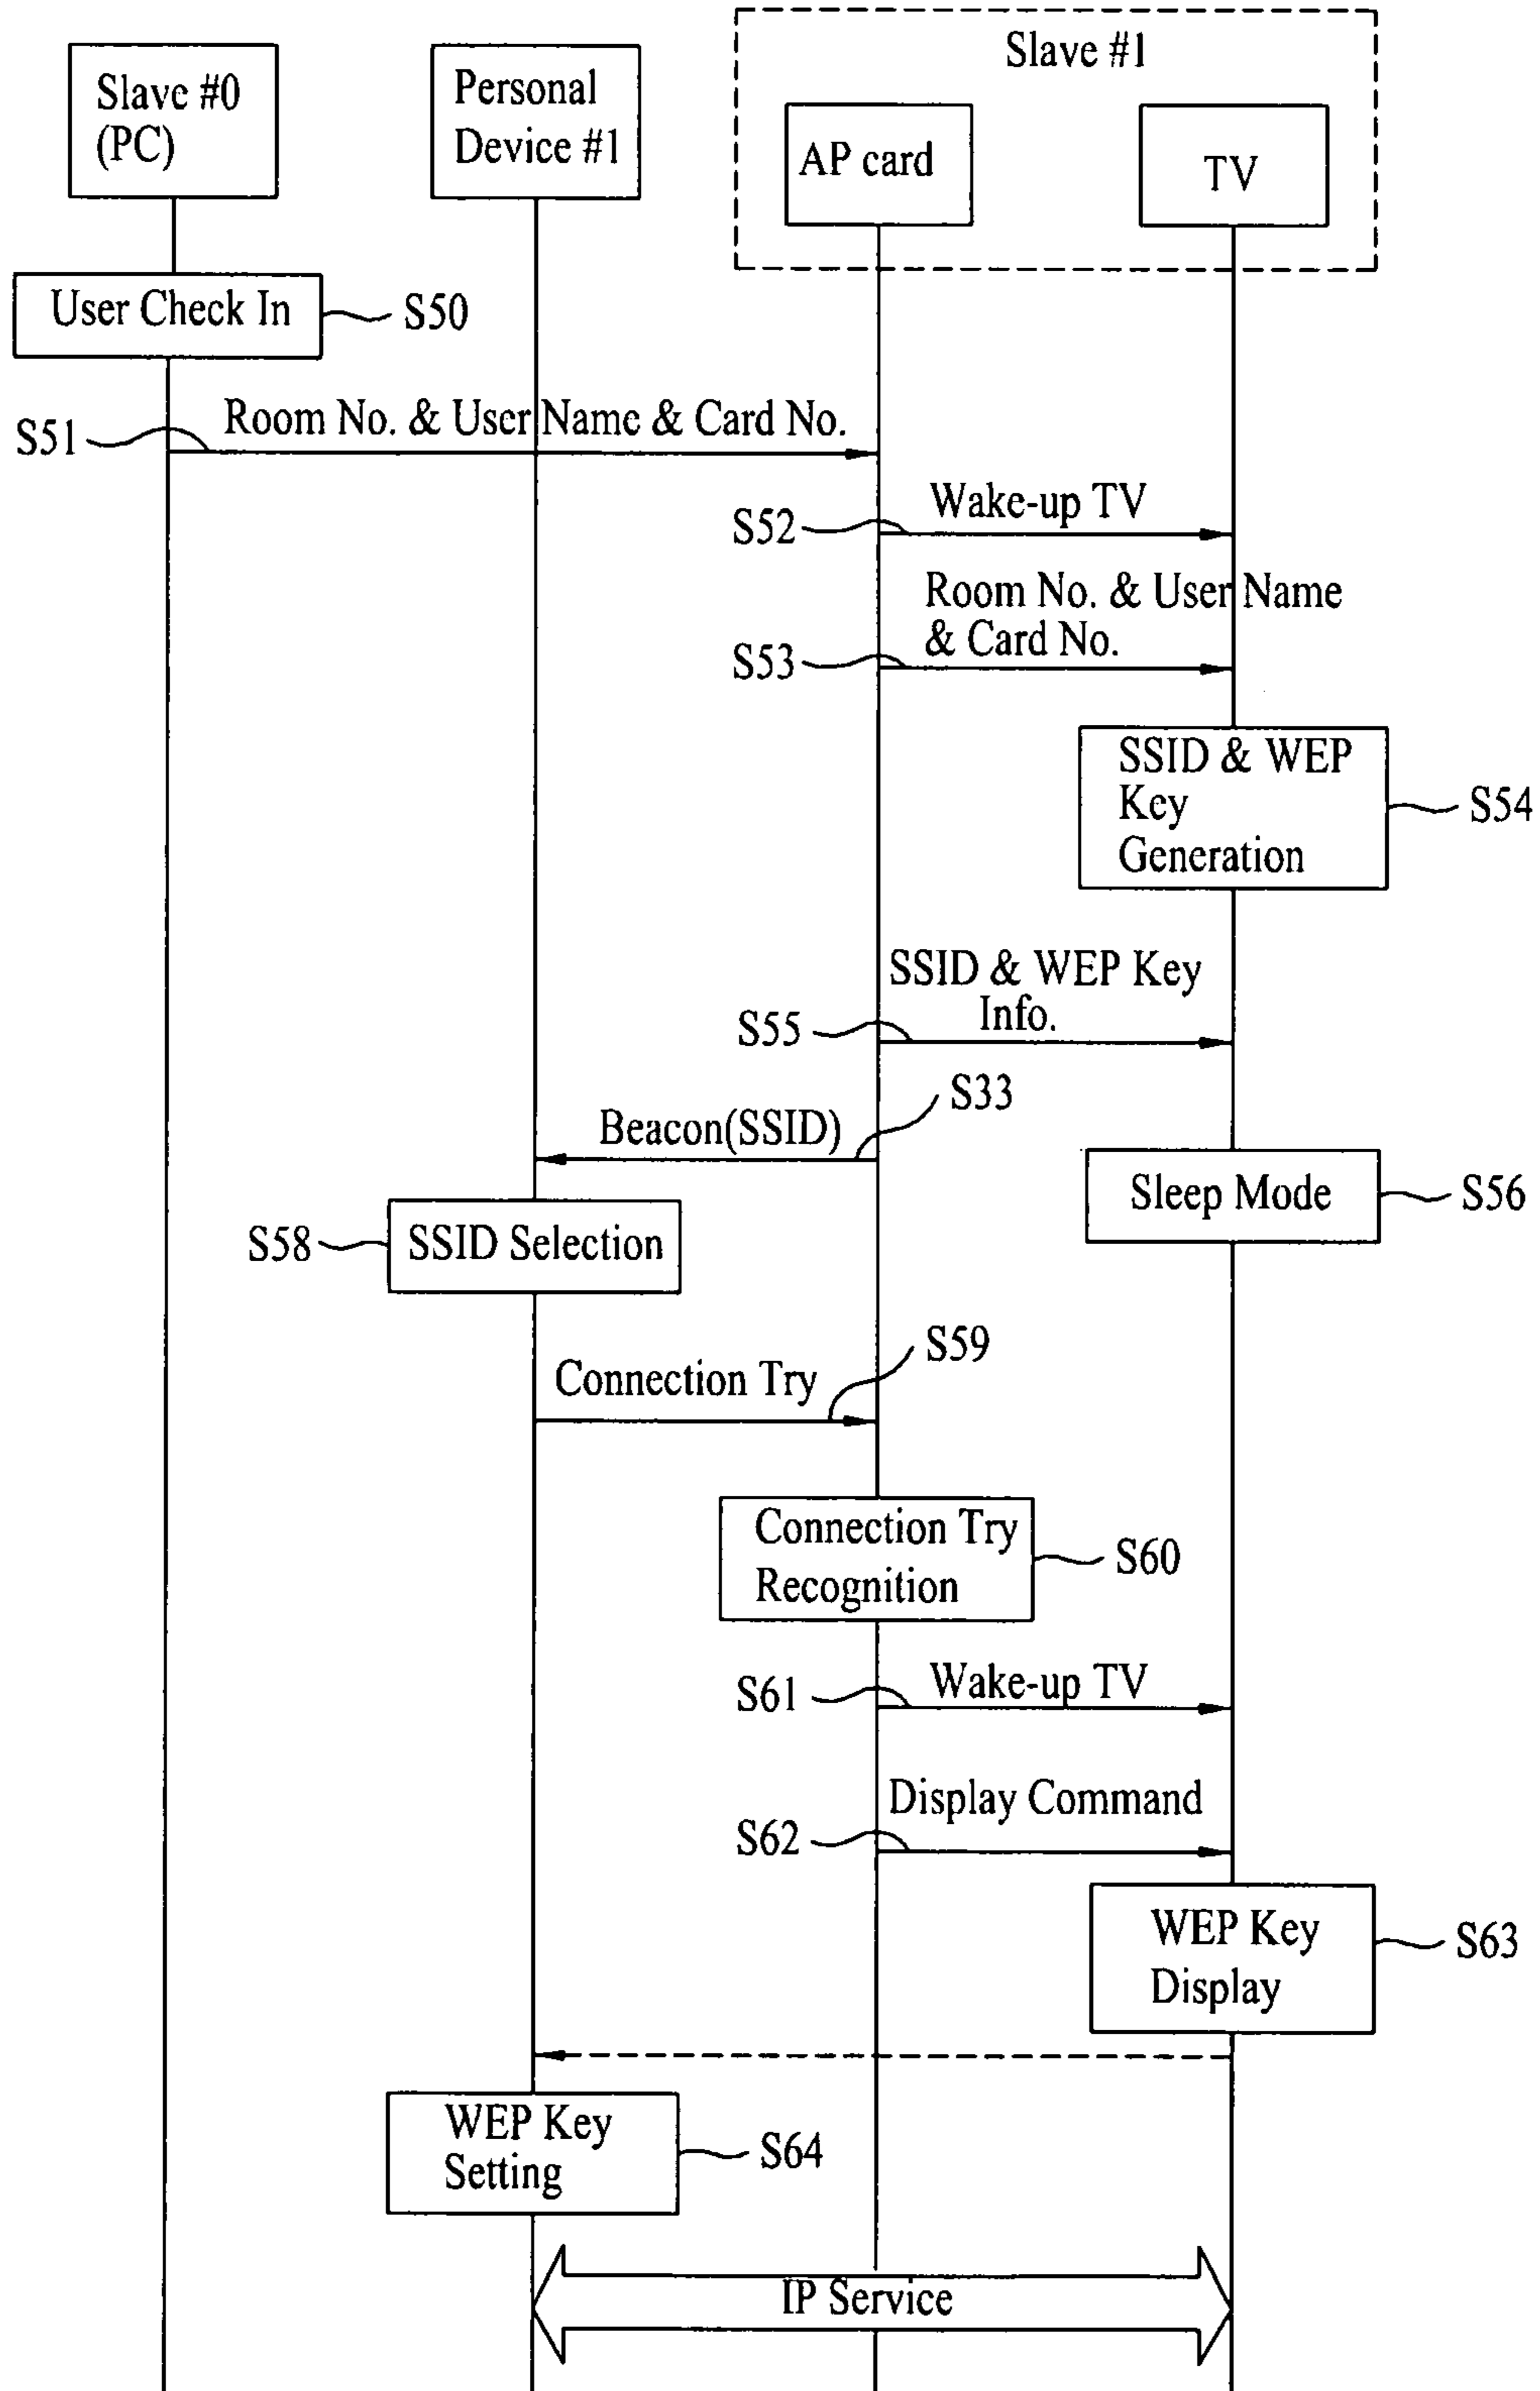 Slave #1
Slave #0
(PC)
Personal
Device #1
AP card
TV
User Check In
S50
Room No. & User Name & Card No.
S51
Wake-up TV
S52
Room No. & User Name
& Card No.
S53
SSID & WEP
Key
Generation
S54
SSID & WEP Key
Info.
S55
S33
Beacon(SSID)
Sleep Mode
S56
S58
SSID Selection
S59
Connection Try
Connection Try
Recognition
S60
Wake-up TV
S61
Display Command
S62
WEP Key
Display
S63
WEP Key
Setting
S64
IP Service